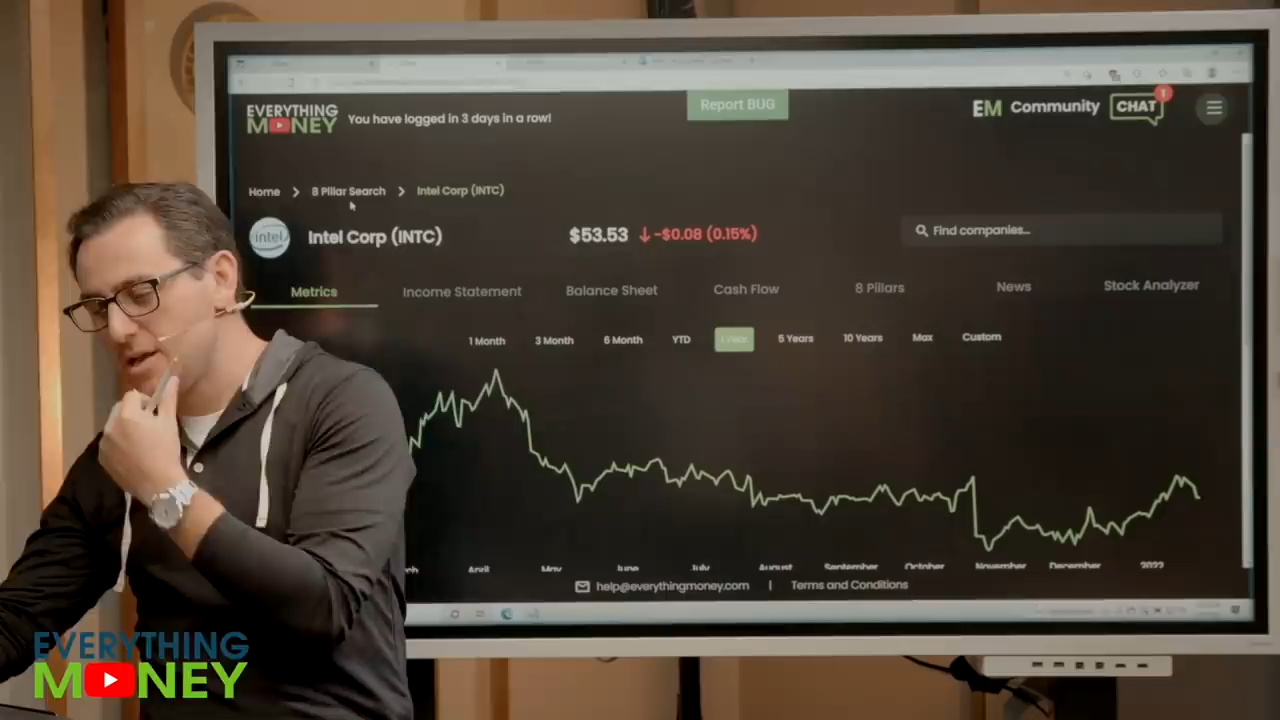 EVERYTHING
MONEY
You have logged in 3 days in a row!
Report BUG
EM Community
CHAT
1
Home > 8 Pillar Search > Intel Corp (INTC)
intel
Intel Corp (INTC)
$53.53
↓ -$0.08 (0.15%)
Find companies...
Metrics
Income Statement
Balance Sheet
Cash Flow
8 Pillars
News
Stock Analyzer
1 Month
3 Month
6 Month
YTD
5 Years
10 Years
Max
Custom
April
May
June
July
August
September
October
November
December
2022
help@everythingmoney.com | Terms and Conditions
EVERYTHING
MONEY